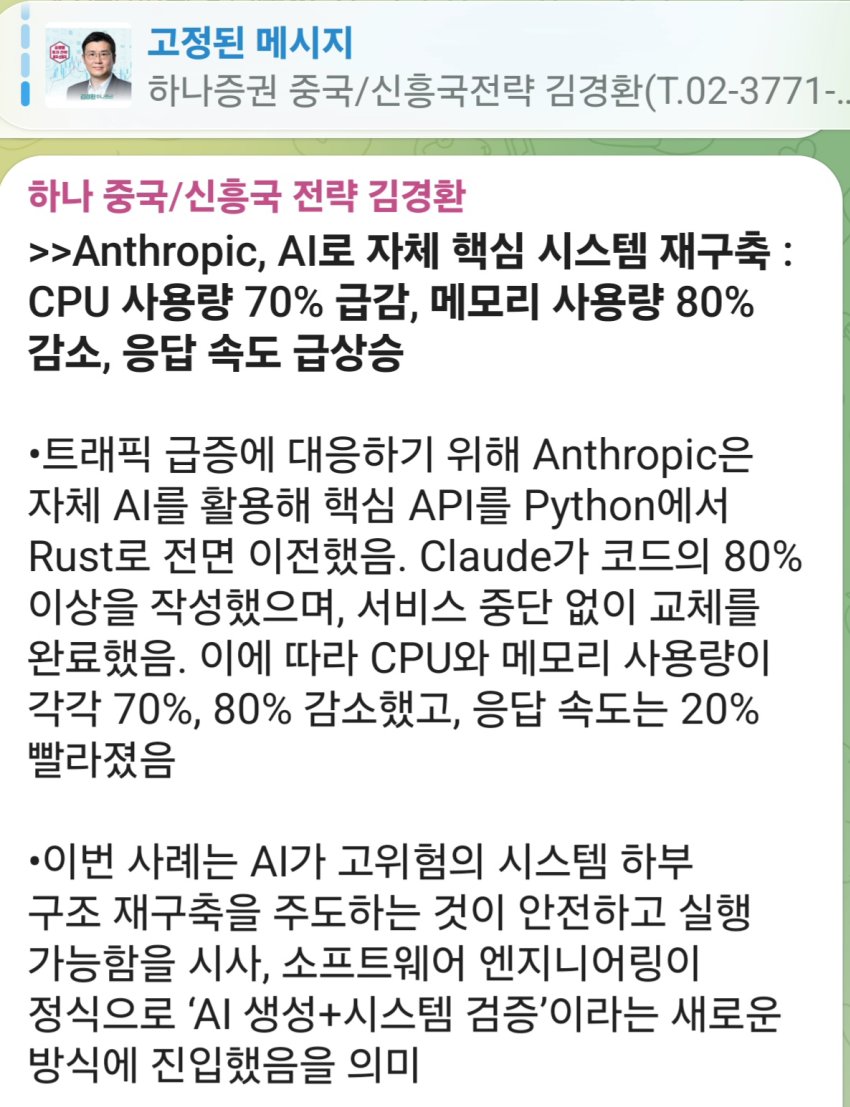 고정된 메시지
하나증권 중국/신흥국전략 김경환(T.02-3771-...
하나 중국/신흥국 전략 김경환
>>Anthropic, AI로 자체 핵심 시스템 재구축 :
CPU 사용량 70% 급감, 메모리 사용량 80%
감소, 응답 속도 급상승
•트래픽 급증에 대응하기 위해 Anthropic은
자체 AI를 활용해 핵심 API를 Python에서
Rust로 전면 이전했음. Claude가 코드의 80%
이상을 작성했으며, 서비스 중단 없이 교체를
완료했음. 이에 따라 CPU와 메모리 사용량이
각각 70%, 80% 감소했고, 응답 속도는 20%
빨라졌음
•이번 사례는 AI가 고위험의 시스템 하부
구조 재구축을 주도하는 것이 안전하고 실행
가능함을 시사, 소프트웨어 엔지니어링이
정식으로 ‘AI 생성+시스템 검증’이라는 새로운
방식에 진입했음을 의미